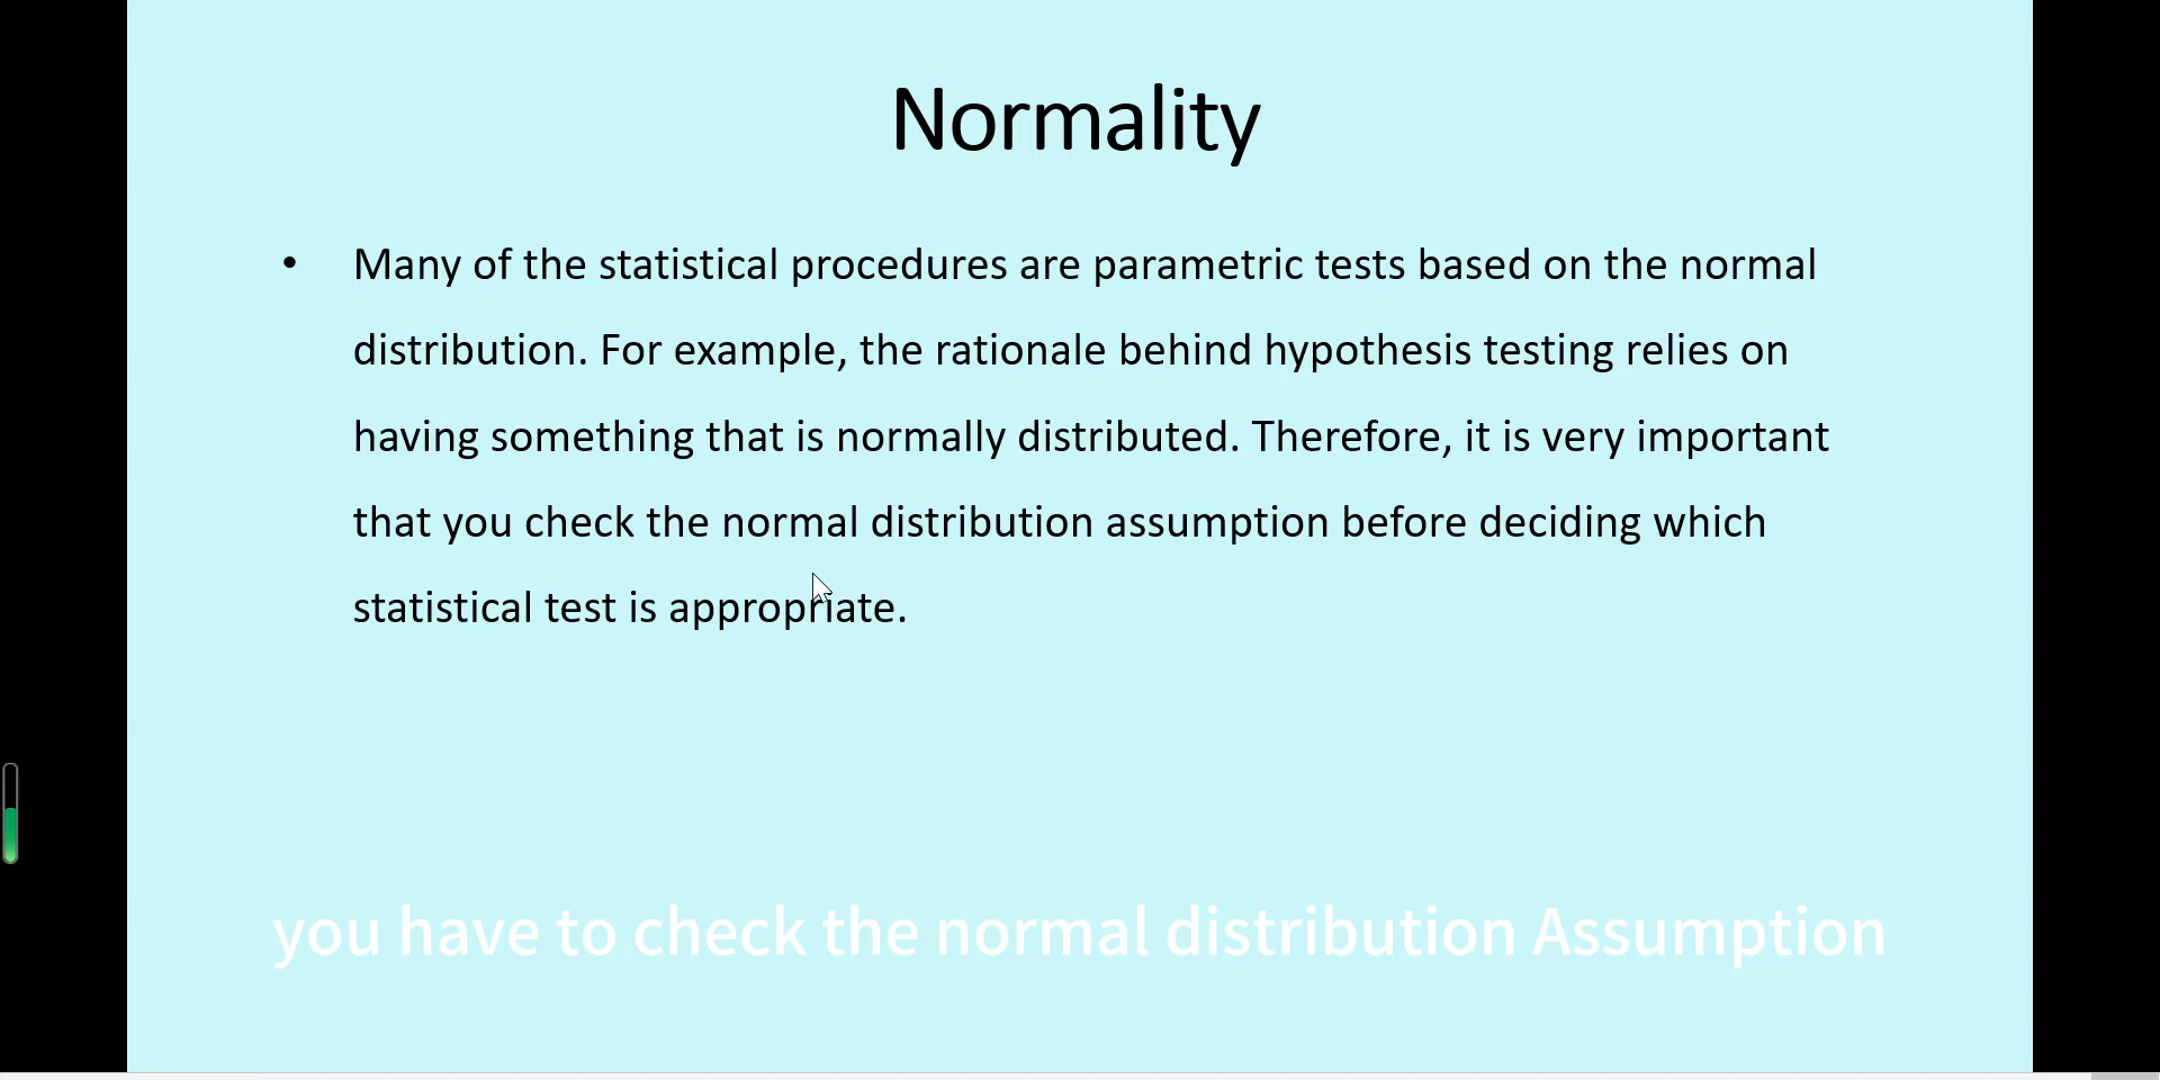 Normality
• Many of the statistical procedures are parametric tests based on the normal
distribution. For example, the rationale behind hypothesis testing relies on
having something that is normally distributed. Therefore, it is very important
that you check the normal distribution assumption before deciding which
statistical test is appropriate.
you have to check the normal distribution Assumption